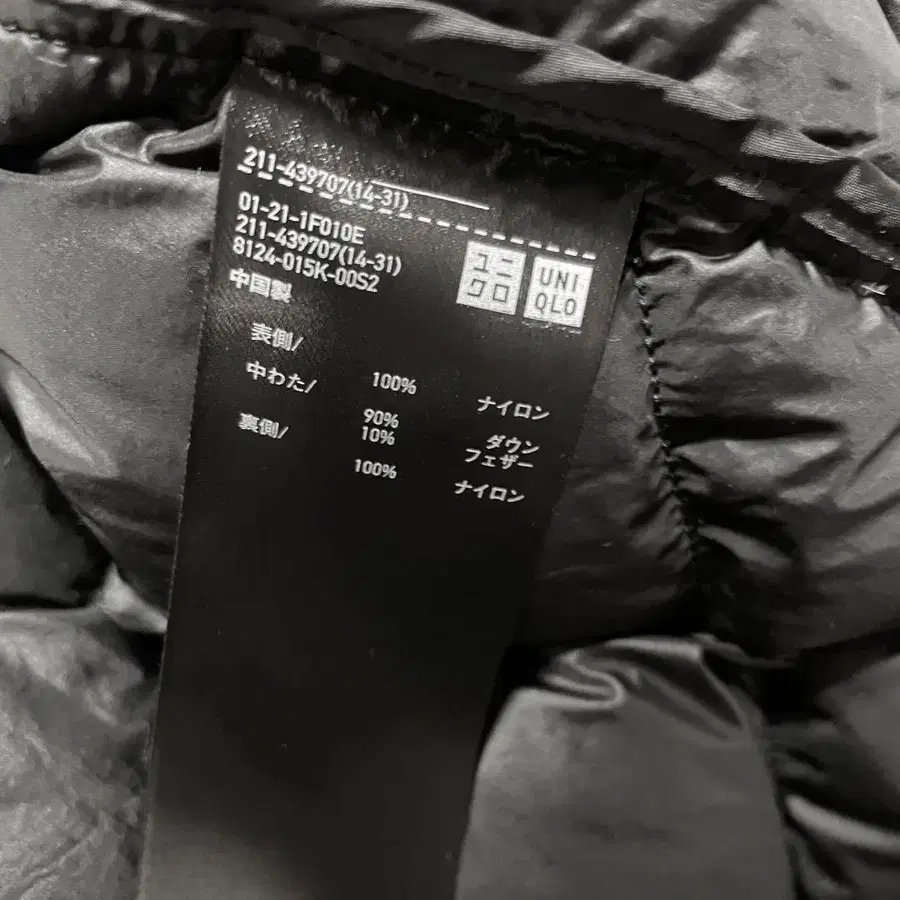 211-439707(14-31)
01-21-1F010E
211-439707(14-31)
8124-015K-00S2
中国製
ユニ
クロ
UNI
QLO
表側/
100% ナイロン
中わた/
90% ダウン
10% フェザー
裏側/
100% ナイロン